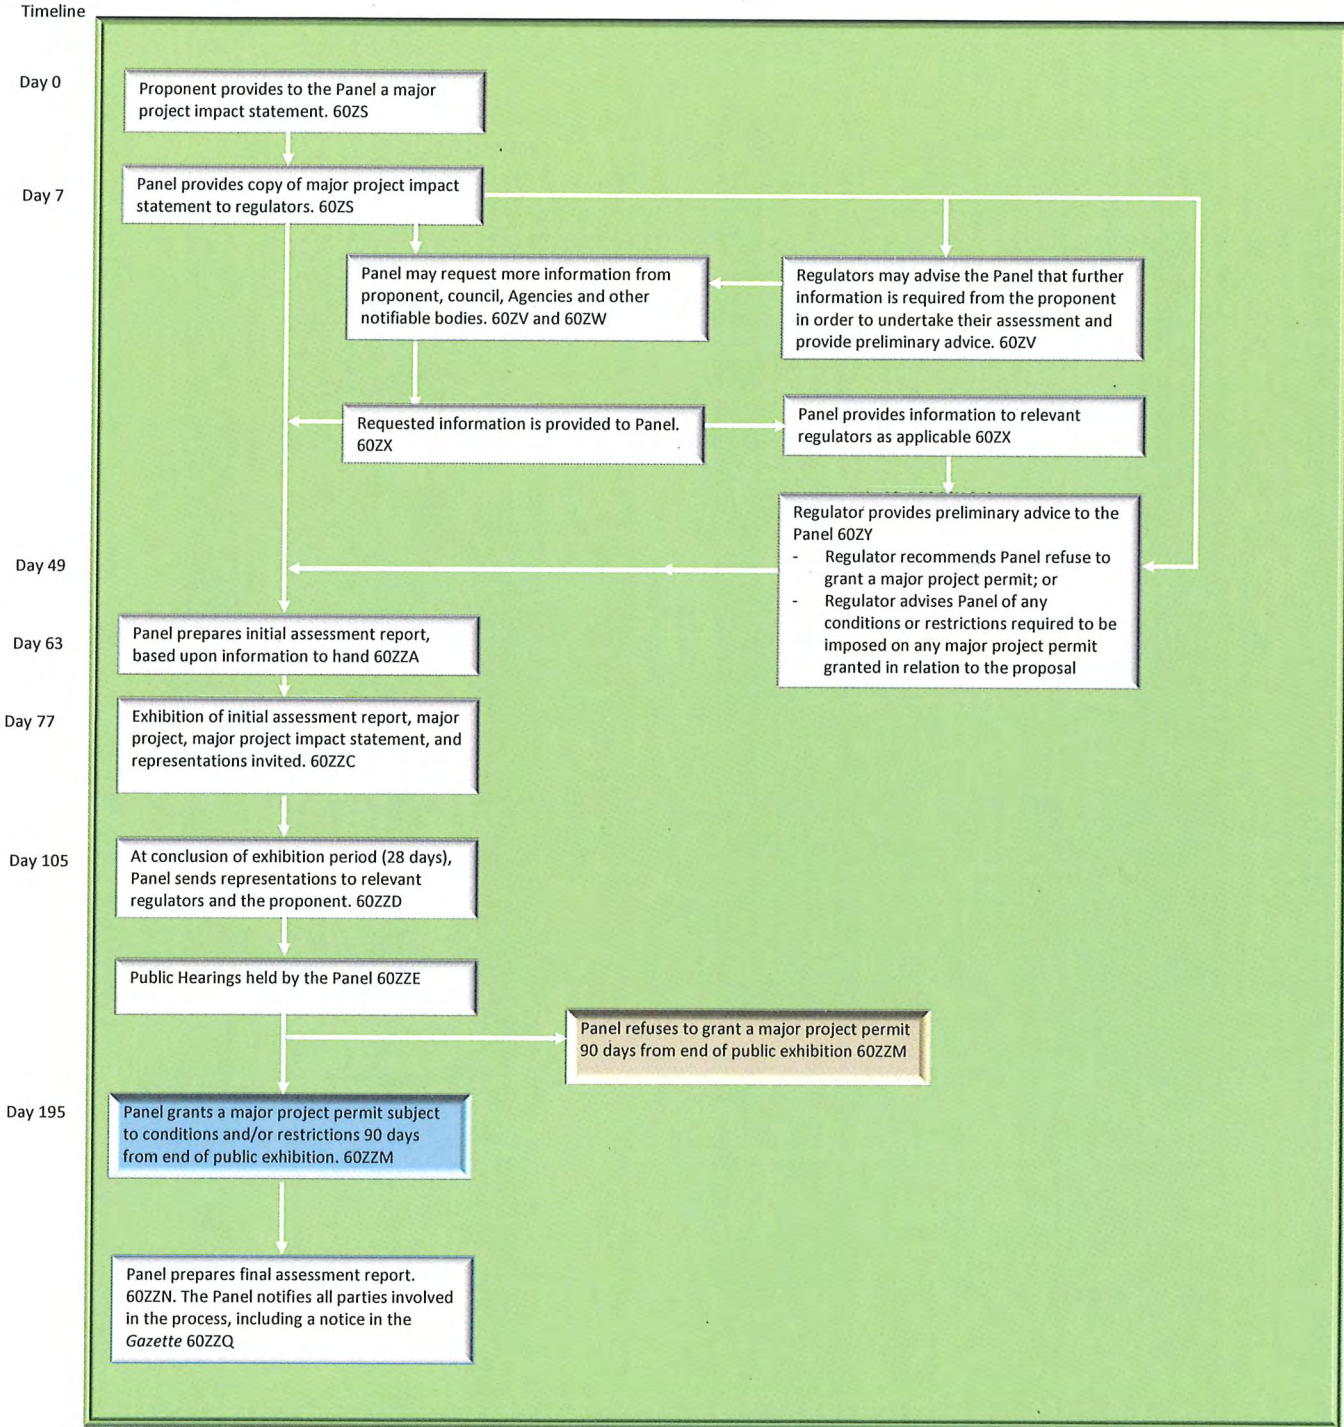 Timeline
Day 0
Proponent provides to the Panel a major
project impact statement. 60ZS
Day 7
Panel provides copy of major project impact
statement to regulators. 60ZS
Panel may request more information from
proponent, council, Agencies and other
notifiable bodies. 60ZV and 60ZW
Regulators may advise the Panel that further
information is required from the proponent
in order to undertake their assessment and
provide preliminary advice. 60ZV
Requested information is provided to Panel.
60ZX
Panel provides information to relevant
regulators as applicable 60ZX
Regulator provides preliminary advice to the
Panel 60ZY
- Regulator recommends Panel refuse to
grant a major project permit; or
- Regulator advises Panel of any
conditions or restrictions required to be
imposed on any major project permit
granted in relation to the proposal
Day 49
Day 63
Panel prepares initial assessment report,
based upon information to hand 60ZZA
Day 77
Exhibition of initial assessment report, major
project, major project impact statement, and
representations invited. 60ZZC
Day 105
At conclusion of exhibition period (28 days),
Panel sends representations to relevant
regulators and the proponent. 60ZZD
Public Hearings held by the Panel 60ZZE
Panel refuses to grant a major project permit
90 days from end of public exhibition 60ZZM
Day 195
Panel grants a major project permit subject
to conditions and/or restrictions 90 days
from end of public exhibition. 60ZZM
Panel prepares final assessment report.
60ZZN. The Panel notifies all parties involved
in the process, including a notice in the
Gazette 60ZZQ